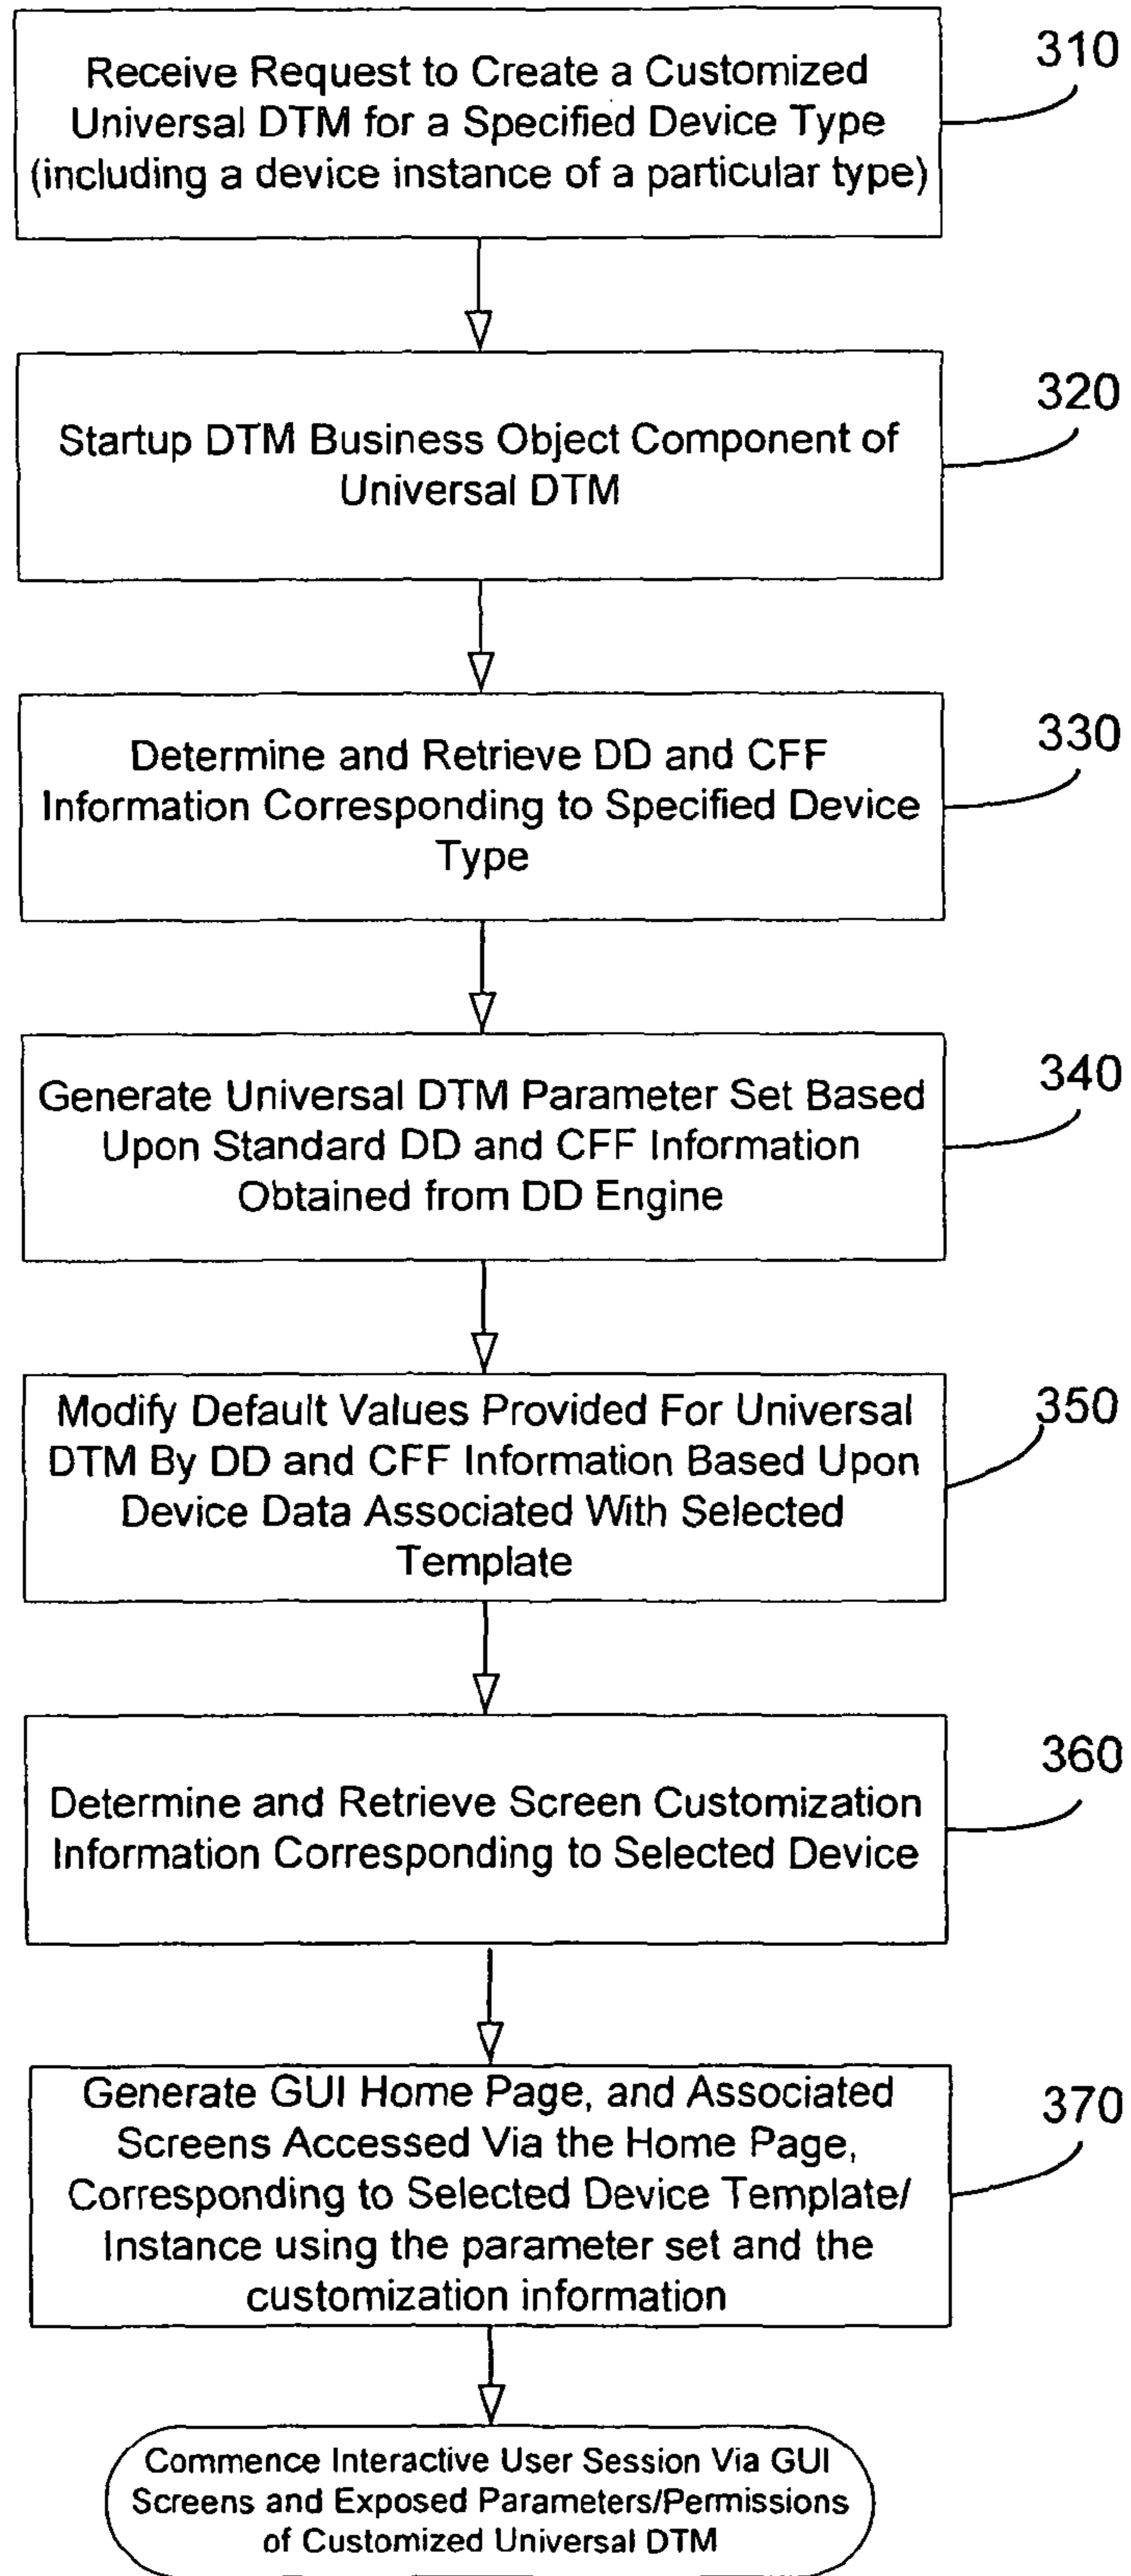 Receive Request to Create a Customized
Universal DTM for a Specified Device Type
(including a device instance of a particular type)
310
Startup DTM Business Object Component of
Universal DTM
320
Determine and Retrieve DD and CFF
Information Corresponding to Specified Device
Type
330
Generate Universal DTM Parameter Set Based
Upon Standard DD and CFF Information
Obtained from DD Engine
340
Modify Default Values Provided For Universal
DTM By DD and CFF Information Based Upon
Device Data Associated With Selected
Template
350
Determine and Retrieve Screen Customization
Information Corresponding to Selected Device
360
Generate GUI Home Page, and Associated
Screens Accessed Via the Home Page,
Corresponding to Selected Device Template/
Instance using the parameter set and the
customization information
370
Commence Interactive User Session Via GUI
Screens and Exposed Parameters/Permissions
of Customized Universal DTM